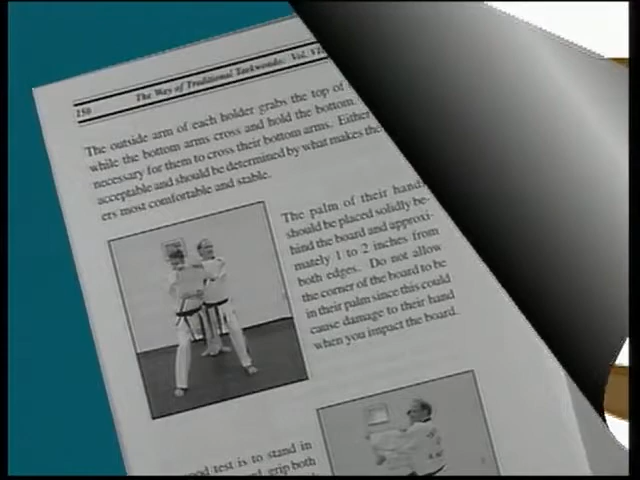 150 The Way of Traditional Taekwondo: Vol.
The outside arm of each holder grabs the top of
while the bottom arms cross and hold the bottom.
necessary for them to cross their bottom arms. Either
acceptable and should be determined by what makes the
ers most comfortable and stable.
The palm of their hands
should be placed solidly be-
hind the board and approxi-
mately 1 to 2 inches from
both edges. Do not allow
the corner of the board to be
in their palm since this could
cause damage to their hand
when you impact the board.
test is to stand in
grip both